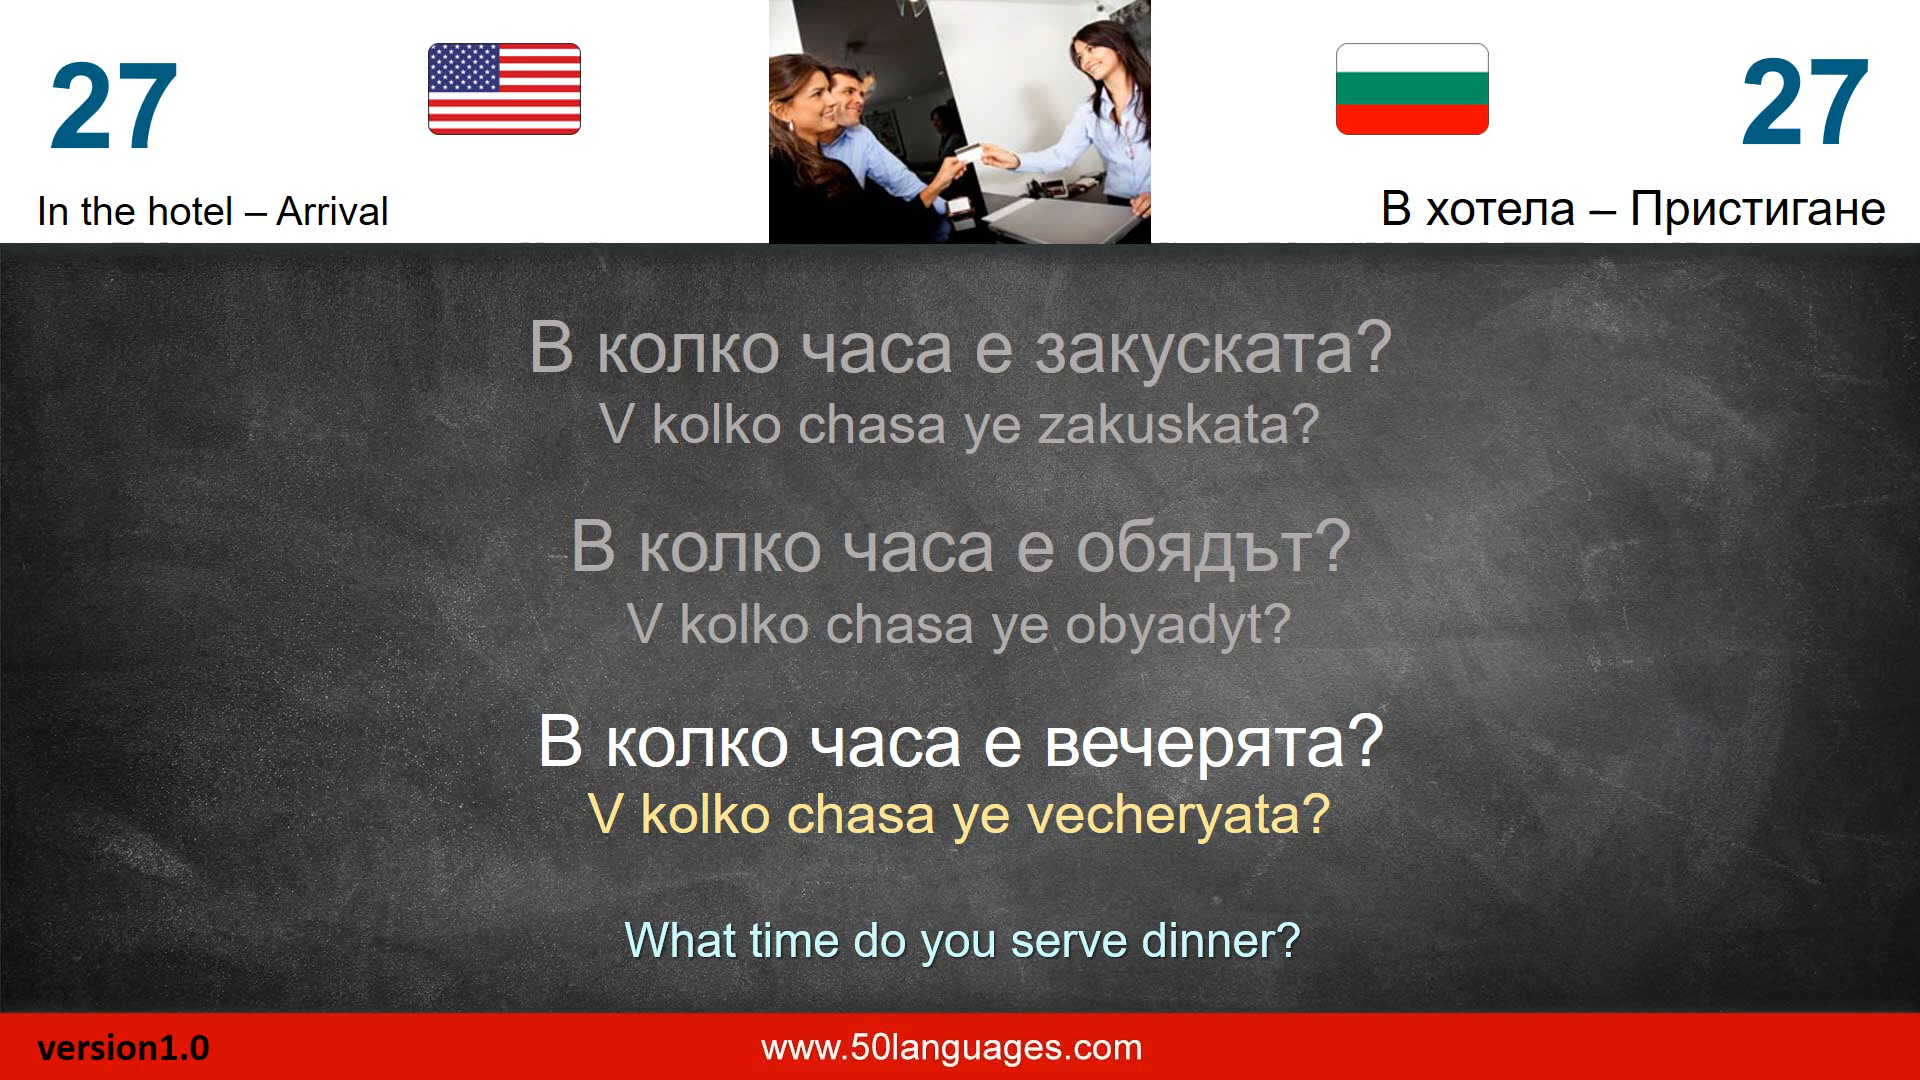 27
27
In the hotel – Arrival
В хотела – Пристигане
В колко часа е закуската?
V kolko chasa ye zakuskata?
В колко часа е обядът?
V kolko chasa ye obyadyt?
В колко часа е вечерята?
V kolko chasa ye vecheryata?
What time do you serve dinner?
version1.0
www.50languages.com